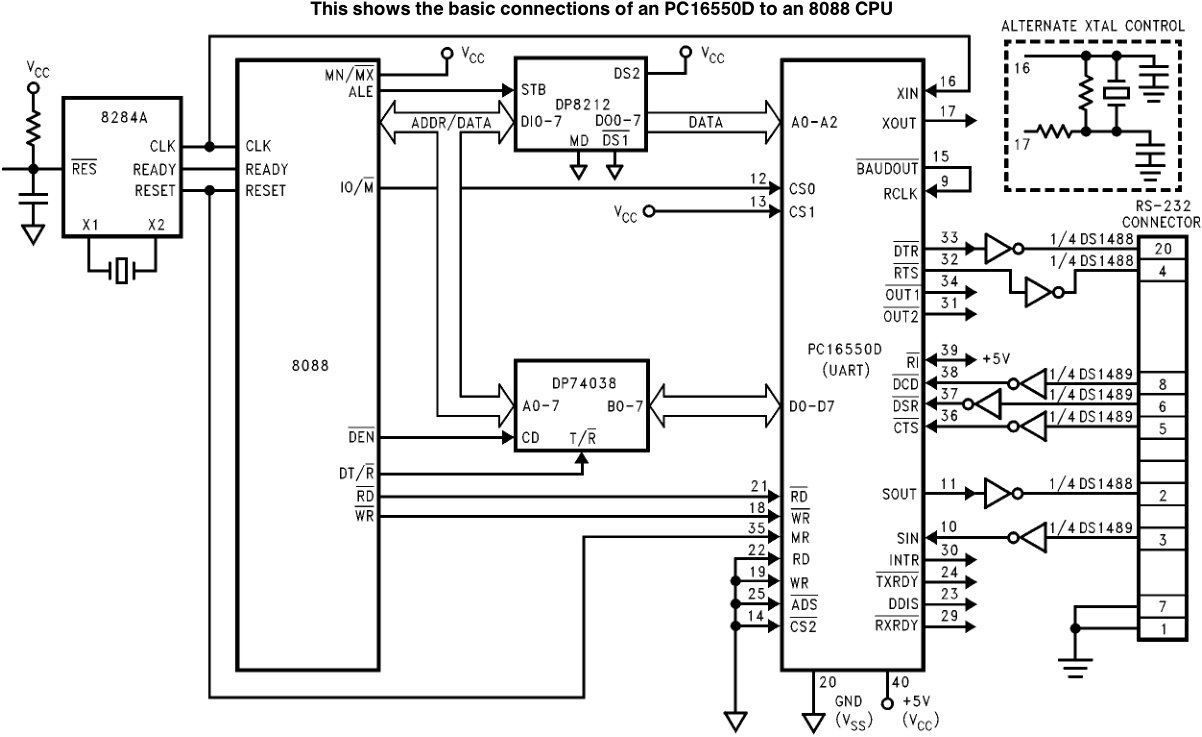 This shows the basic connections of an PC16550D to an 8088 CPU
ALTERNATE XTAL CONTROL
16
17
VCC
8284A
CLK
RES
READY
RESET
X1
X2
CLK
READY
RESET
8088
MN/MX
VCC
ALE
ADDR/DATA
IO/M
DEN
DT/R
RD
WR
STB
DS2
VCC
DP8212
DI0-7
DO0-7
MD
DS1
DATA
VCC
DP74038
A0-7
B0-7
CD
T/R
12
13
21
18
35
22
19
25
14
A0-A2
CS0
CS1
PC16550D
(UART)
D0-D7
RD
WR
MR
RD
WR
ADS
CS2
20
GND
(VSS)
40
+5V
(VCC)
XIN
16
XOUT
17
BAUDOUT
15
RCLK
9
DTR
33
1/4 DS1488
RTS
32
1/4 DS1488
OUT1
34
OUT2
31
RI
39
+5V
DCD
38
1/4 DS1489
DSR
37
1/4 DS1489
CTS
36
1/4 DS1489
SOUT
11
1/4 DS1488
SIN
10
1/4 DS1489
INTR
30
TXRDY
24
DDIS
23
RXRDY
29
RS-232
CONNECTOR
20
4
8
6
5
2
3
7
1